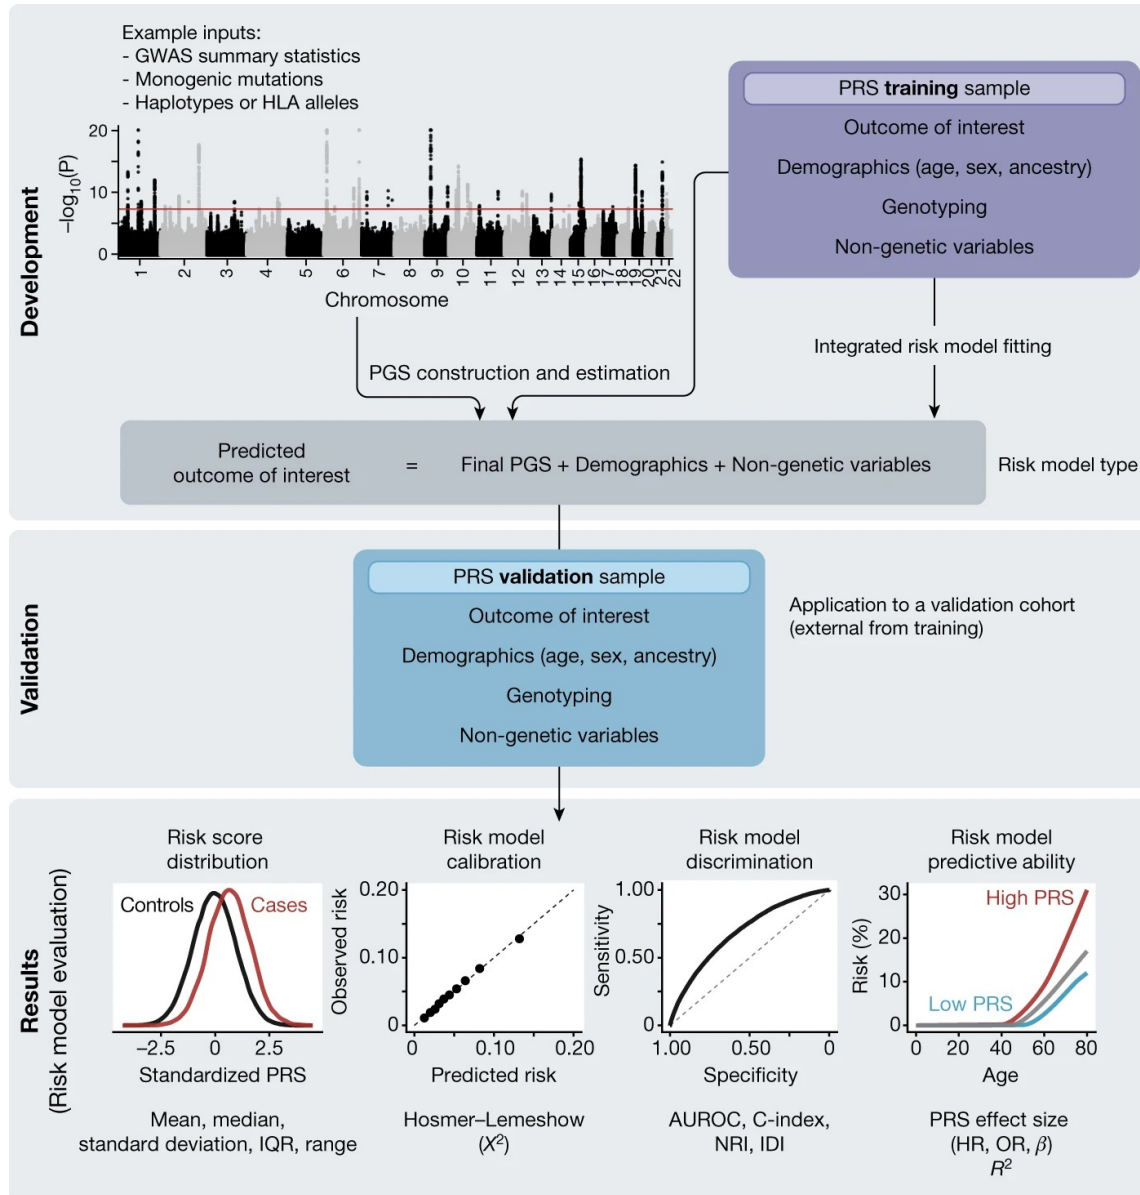 Example inputs:
- GWAS summary statistics
- Monogenic mutations
- Haplotypes or HLA alleles
20
10
0
–log10(P)
1
2
3
4
5
6
7
8
9
10
11
12
13
14
15
16
17
18
19
20
21
22
Chromosome
Development
PRS training sample
Outcome of interest
Demographics (age, sex, ancestry)
Genotyping
Non-genetic variables
Integrated risk model fitting
PGS construction and estimation
Predicted
outcome of interest
=
Final PGS + Demographics + Non-genetic variables
Risk model type
Validation
PRS validation sample
Outcome of interest
Demographics (age, sex, ancestry)
Genotyping
Non-genetic variables
Application to a validation cohort
(external from training)
Results
(Risk model evaluation)
Risk score
distribution
Controls
Cases
–2.5 0 2.5
Standardized PRS
Mean, median,
standard deviation, IQR, range
Risk model
calibration
Observed risk
0.20
0.10
0
0 0.10 0.20
Predicted risk
Hosmer–Lemeshow
(X²)
Risk model
discrimination
Sensitivity
1.00
0.50
0
1.00 0.50 0
Specificity
AUROC, C-index,
NRI, IDI
Risk model
predictive ability
Risk (%)
30
20
10
0
High PRS
Low PRS
0 20 40 60 80
Age
PRS effect size
(HR, OR, β)
R²